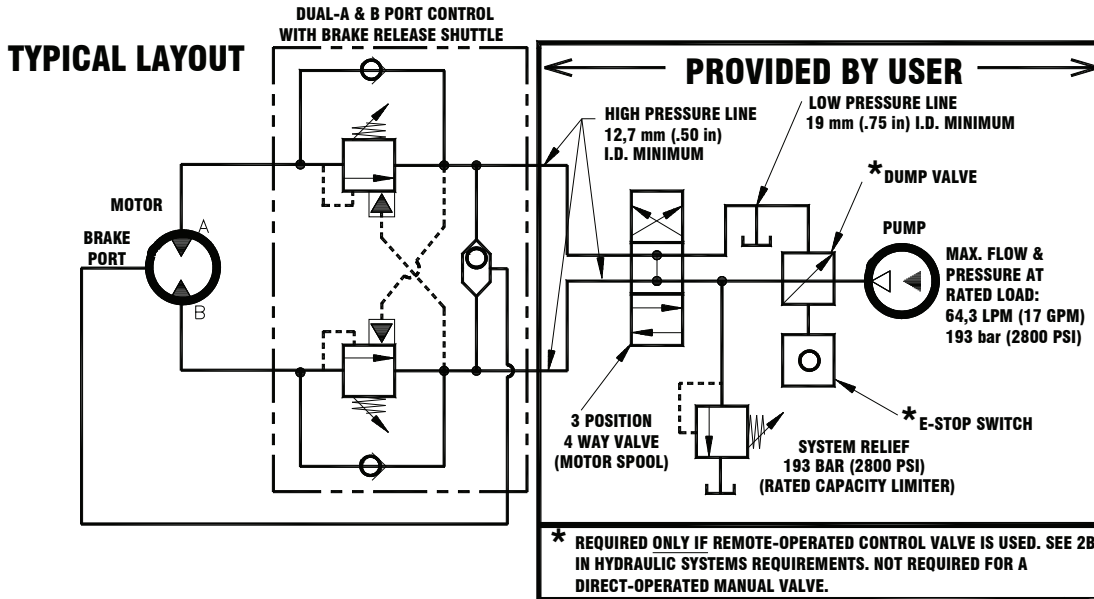 DUAL-A & B PORT CONTROL
WITH BRAKE RELEASE SHUTTLE
TYPICAL LAYOUT
PROVIDED BY USER
HIGH PRESSURE LINE
12,7 mm (.50 in)
I.D. MINIMUM
LOW PRESSURE LINE
19 mm (.75 in) I.D. MINIMUM
*DUMP VALVE
MOTOR
A
BRAKE
PORT
B
PUMP
MAX. FLOW &
PRESSURE AT
RATED LOAD:
64,3 LPM (17 GPM)
193 bar (2800 PSI)
3 POSITION
4 WAY VALVE
(MOTOR SPOOL)
*E-STOP SWITCH
SYSTEM RELIEF
193 BAR (2800 PSI)
(RATED CAPACITY LIMITER)
* REQUIRED ONLY IF REMOTE-OPERATED CONTROL VALVE IS USED. SEE 2B
IN HYDRAULIC SYSTEMS REQUIREMENTS. NOT REQUIRED FOR A
DIRECT-OPERATED MANUAL VALVE.